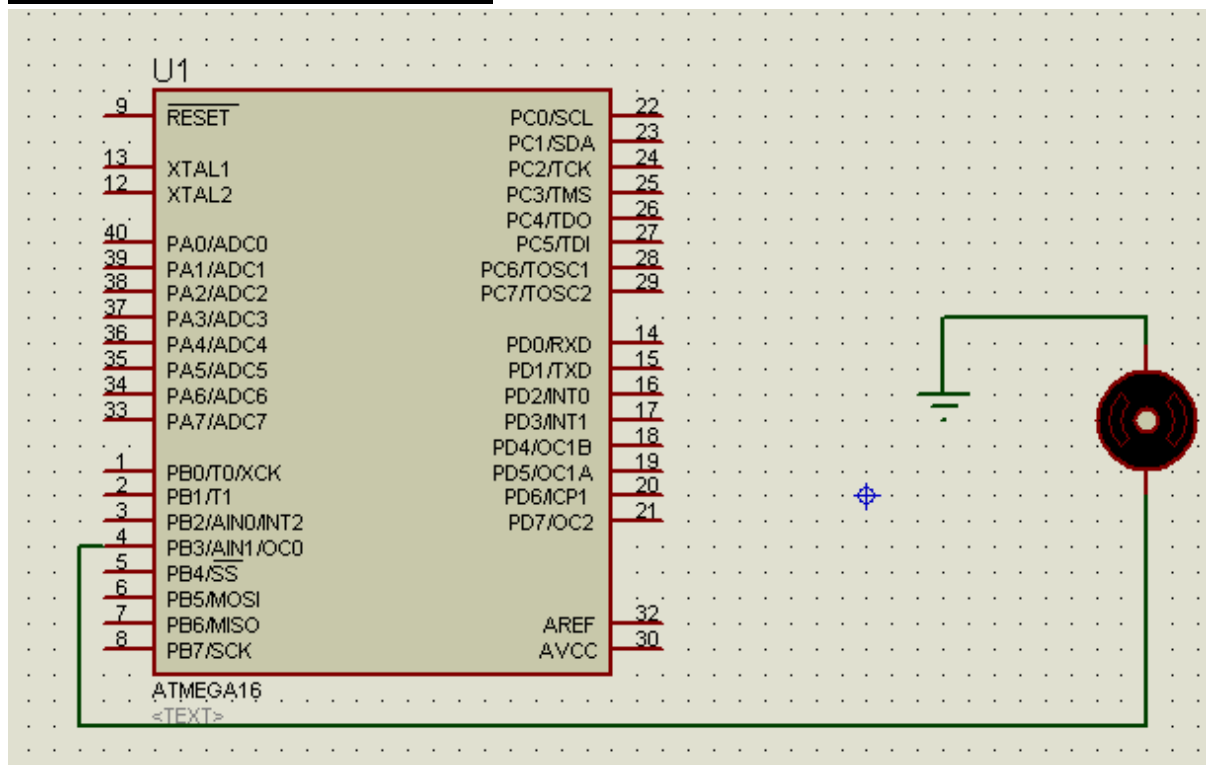 U1
9 RESET PC0/SCL 22
PC1/SDA 23
13 XTAL1 PC2/TCK 24
12 XTAL2 PC3/TMS 25
PC4/TDO 26
40 PA0/ADC0 PC5/TDI 27
39 PA1/ADC1 PC6/TOSC1 28
38 PA2/ADC2 PC7/TOSC2 29
37 PA3/ADC3
36 PA4/ADC4 PD0/RXD 14
35 PA5/ADC5 PD1/TXD 15
34 PA6/ADC6 PD2/INT0 16
33 PA7/ADC7 PD3/INT1 17
PD4/OC1B 18
1 PB0/T0/XCK PD5/OC1A 19
2 PB1/T1 PD6/ICP1 20
3 PB2/AIN0/INT2 PD7/OC2 21
4 PB3/AIN1/OC0
5 PB4/SS
6 PB5/MOSI
7 PB6/MISO AREF 32
8 PB7/SCK AVCC 30
ATMEGA16
<TEXT>